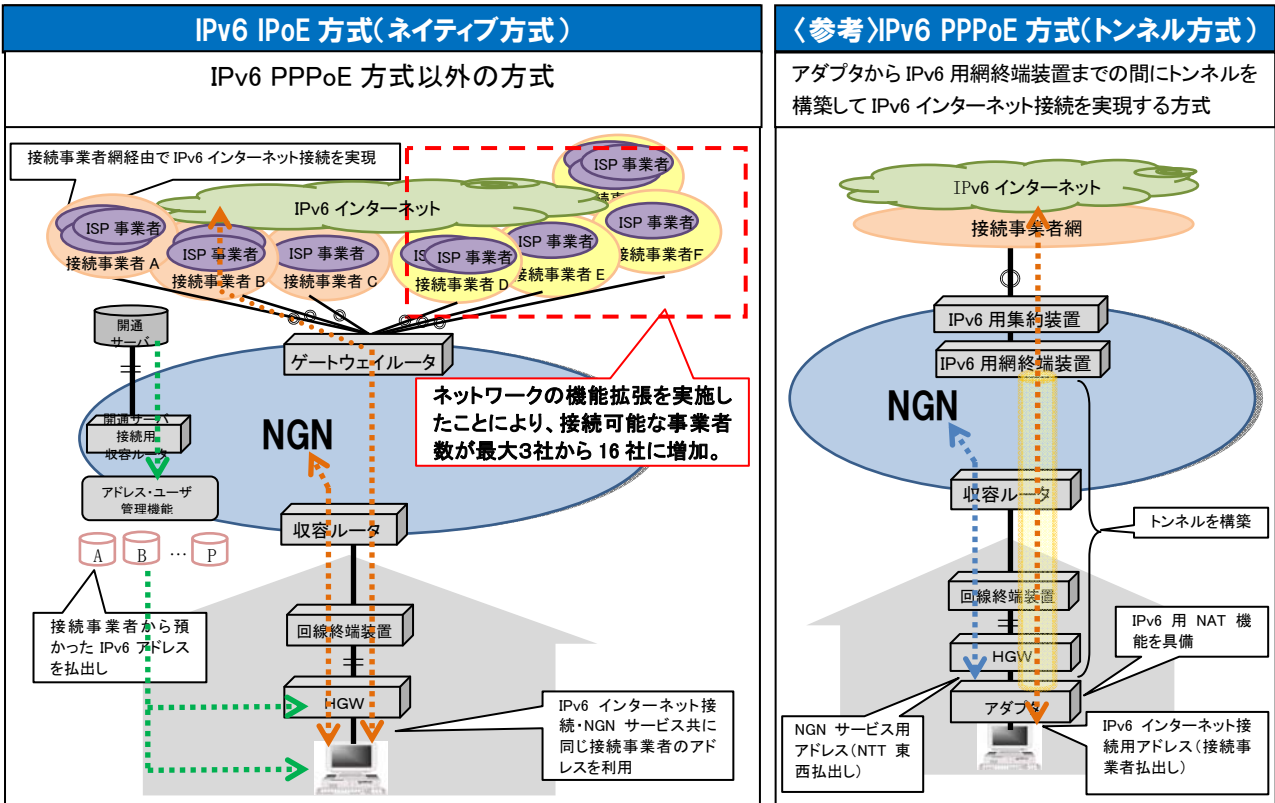 IPv6 IPoE 方式(ネイティブ方式)
IPv6 PPPoE 方式以外の方式
接続事業者網経由で IPv6 インターネット接続を実現
ISP 事業者
接続事業者 A
ISP 事業者
接続事業者 B
ISP 事業者
接続事業者 C
IPv6 インターネット
ISP 事業者
接続事業者 D
ISP 事業者
接続事業者 E
ISP 事業者
接続事業者F
ISP 事業者
開通
サーバ
ゲートウェイルータ
ネットワークの機能拡張を実施し
たことにより、接続可能な事業者
数が最大3社から 16 社に増加。
開通サーバ
接続用
収容ルータ
NGN
アドレス・ユーザ
管理機能
収容ルータ
A
B
…
P
接続事業者から預
かった IPv6 アドレス
を払出し
回線終端装置
HGW
IPv6 インターネット接
続・NGN サービス共に
同じ接続事業者のアド
レスを利用
〈参考〉IPv6 PPPoE 方式(トンネル方式)
アダプタから IPv6 用網終端装置までの間にトンネルを
構築して IPv6 インターネット接続を実現する方式
IPv6 インターネット
接続事業者網
IPv6 用集約装置
IPv6 用網終端装置
NGN
収容ルータ
トンネルを構築
回線終端装置
HGW
IPv6 用 NAT 機
能を具備
アダプタ
NGN サービス用
アドレス(NTT 東
西払出し)
IPv6 インターネット接
続用アドレス(接続事
業者払出し)